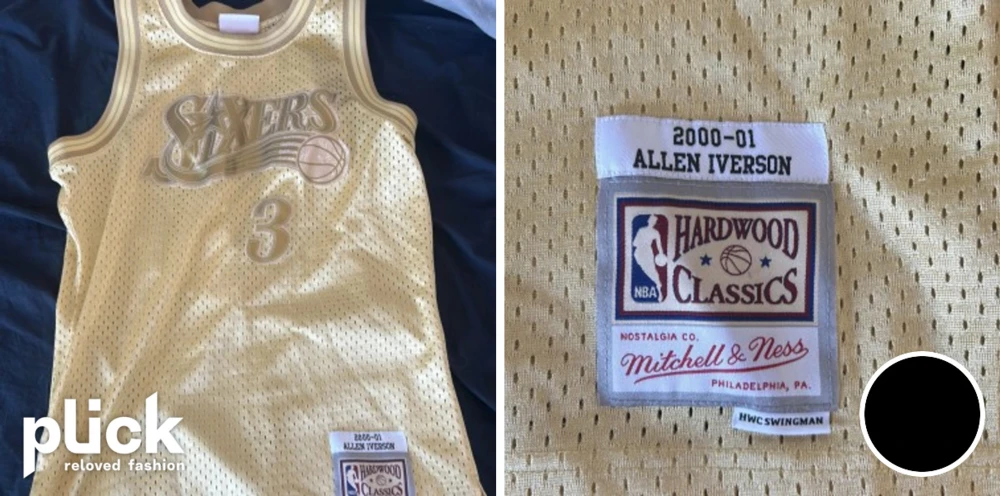 SIXERS
3
2000-01
ALLEN IVERSON
NBA
HARDWOOD
CLASSICS
plick
reloved fashion
2000-01
ALLEN IVERSON
NBA
HARDWOOD
CLASSICS
NOSTALGIA CO.
Mitchell & Ness
PHILADELPHIA, PA.
HWC SWINGMAN